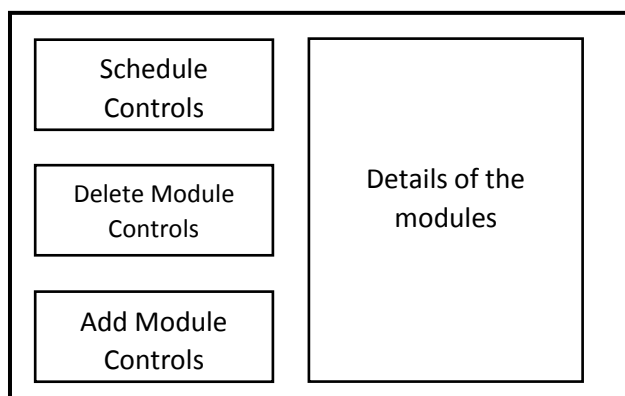 Schedule
Controls
Delete Module
Controls
Add Module
Controls
Details of the
modules